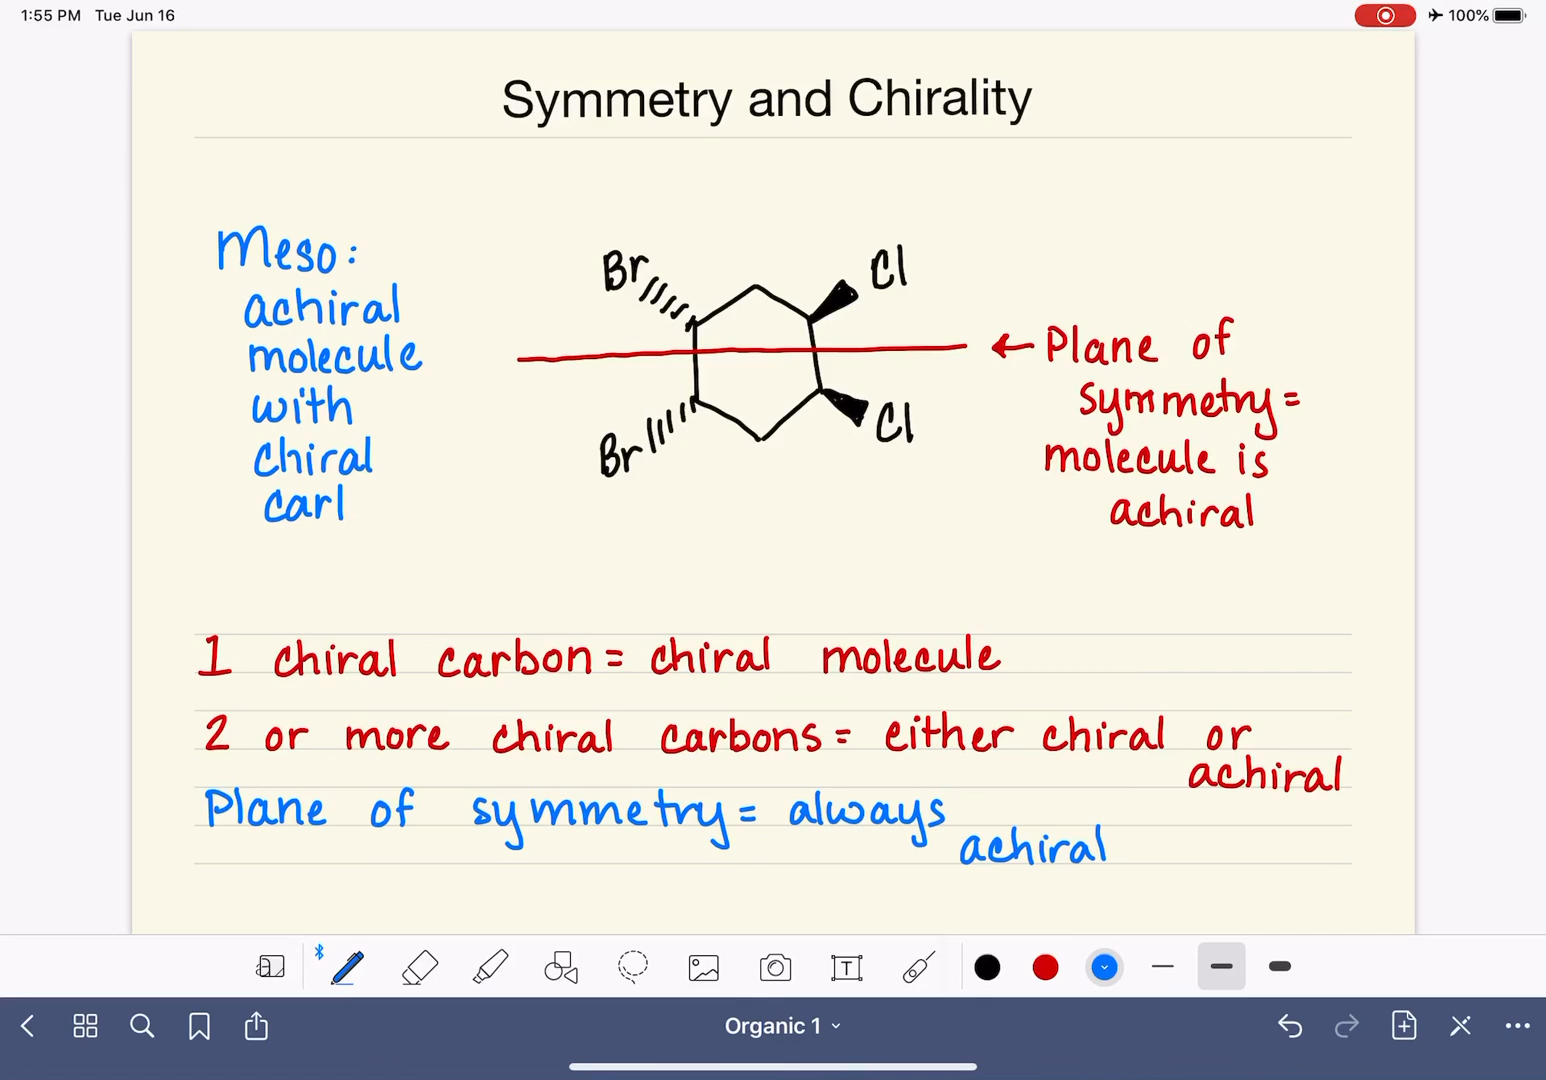 1:55 PM Tue Jun 16
100%
Symmetry and Chirality
Meso:
achiral
molecule
with
chiral
carl
Br
Cl
Br
Cl
← Plane of
symmetry =
molecule is
achiral
1 chiral carbon = chiral molecule
2 or more chiral carbons = either chiral or
achiral
Plane of symmetry = always
achiral
T
Organic 1